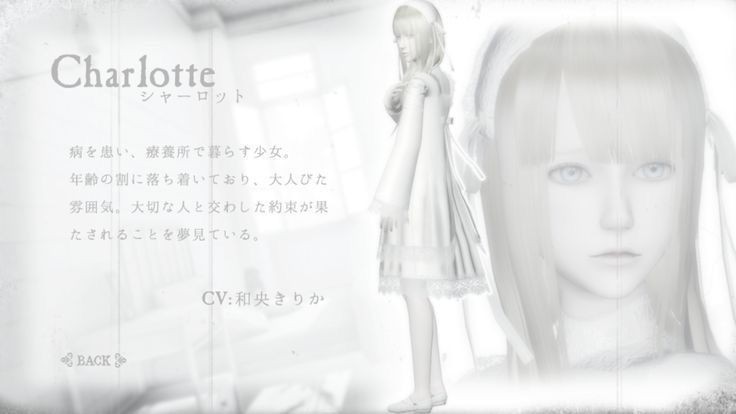 Charlotte
シャーロット
病を患い、療養所で暮らす少女。
年齢の割に落ち着いており、大人びた
雰囲気。大切な人と交わした約束が果
たされることを夢見ている。
CV:和央きりか
BACK